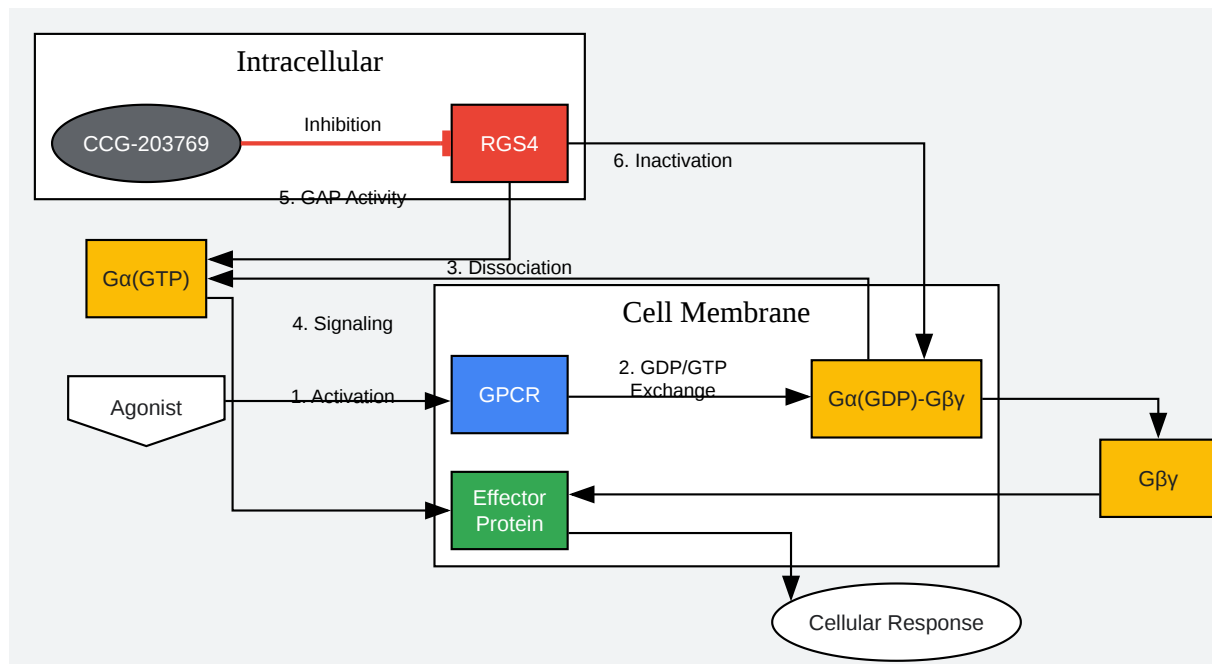 Intracellular
CCG-203769
Inhibition
RGS4
6. Inactivation
5. GAP Activity
Gα(GTP)
3. Dissociation
4. Signaling
Cell Membrane
Agonist
1. Activation
GPCR
2. GDP/GTP
Exchange
Gα(GDP)-Gβγ
Gβγ
Effector
Protein
Cellular Response